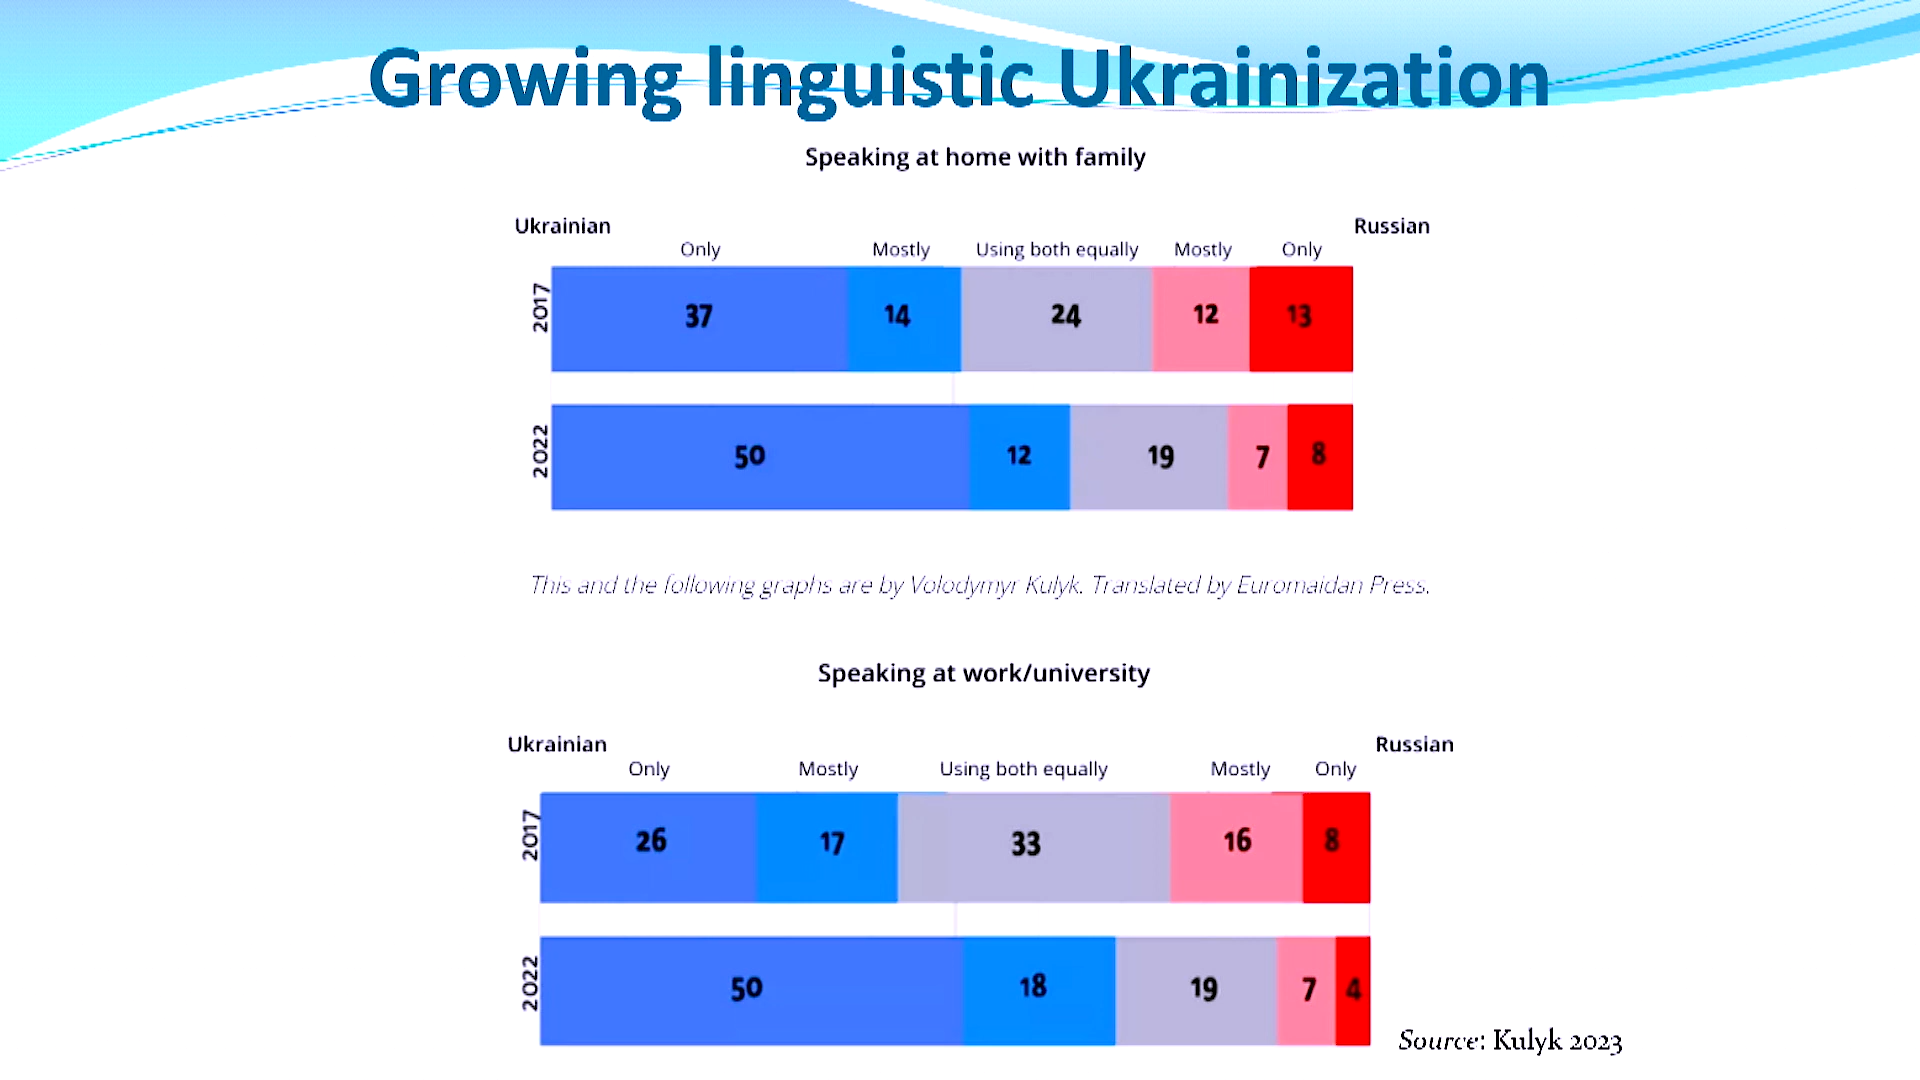 Growing linguistic Ukrainization
Speaking at home with family
Ukrainian
Russian
Only Mostly Using both equally Mostly Only
2017 37 14 24 12 13
2022 50 12 19 7 8
This and the following graphs are by Volodymyr Kulyk. Translated by Euromaidan Press.
Speaking at work/university
Ukrainian
Russian
Only Mostly Using both equally Mostly Only
2017 26 17 33 16 8
2022 50 18 19 7 4
Source: Kulyk 2023